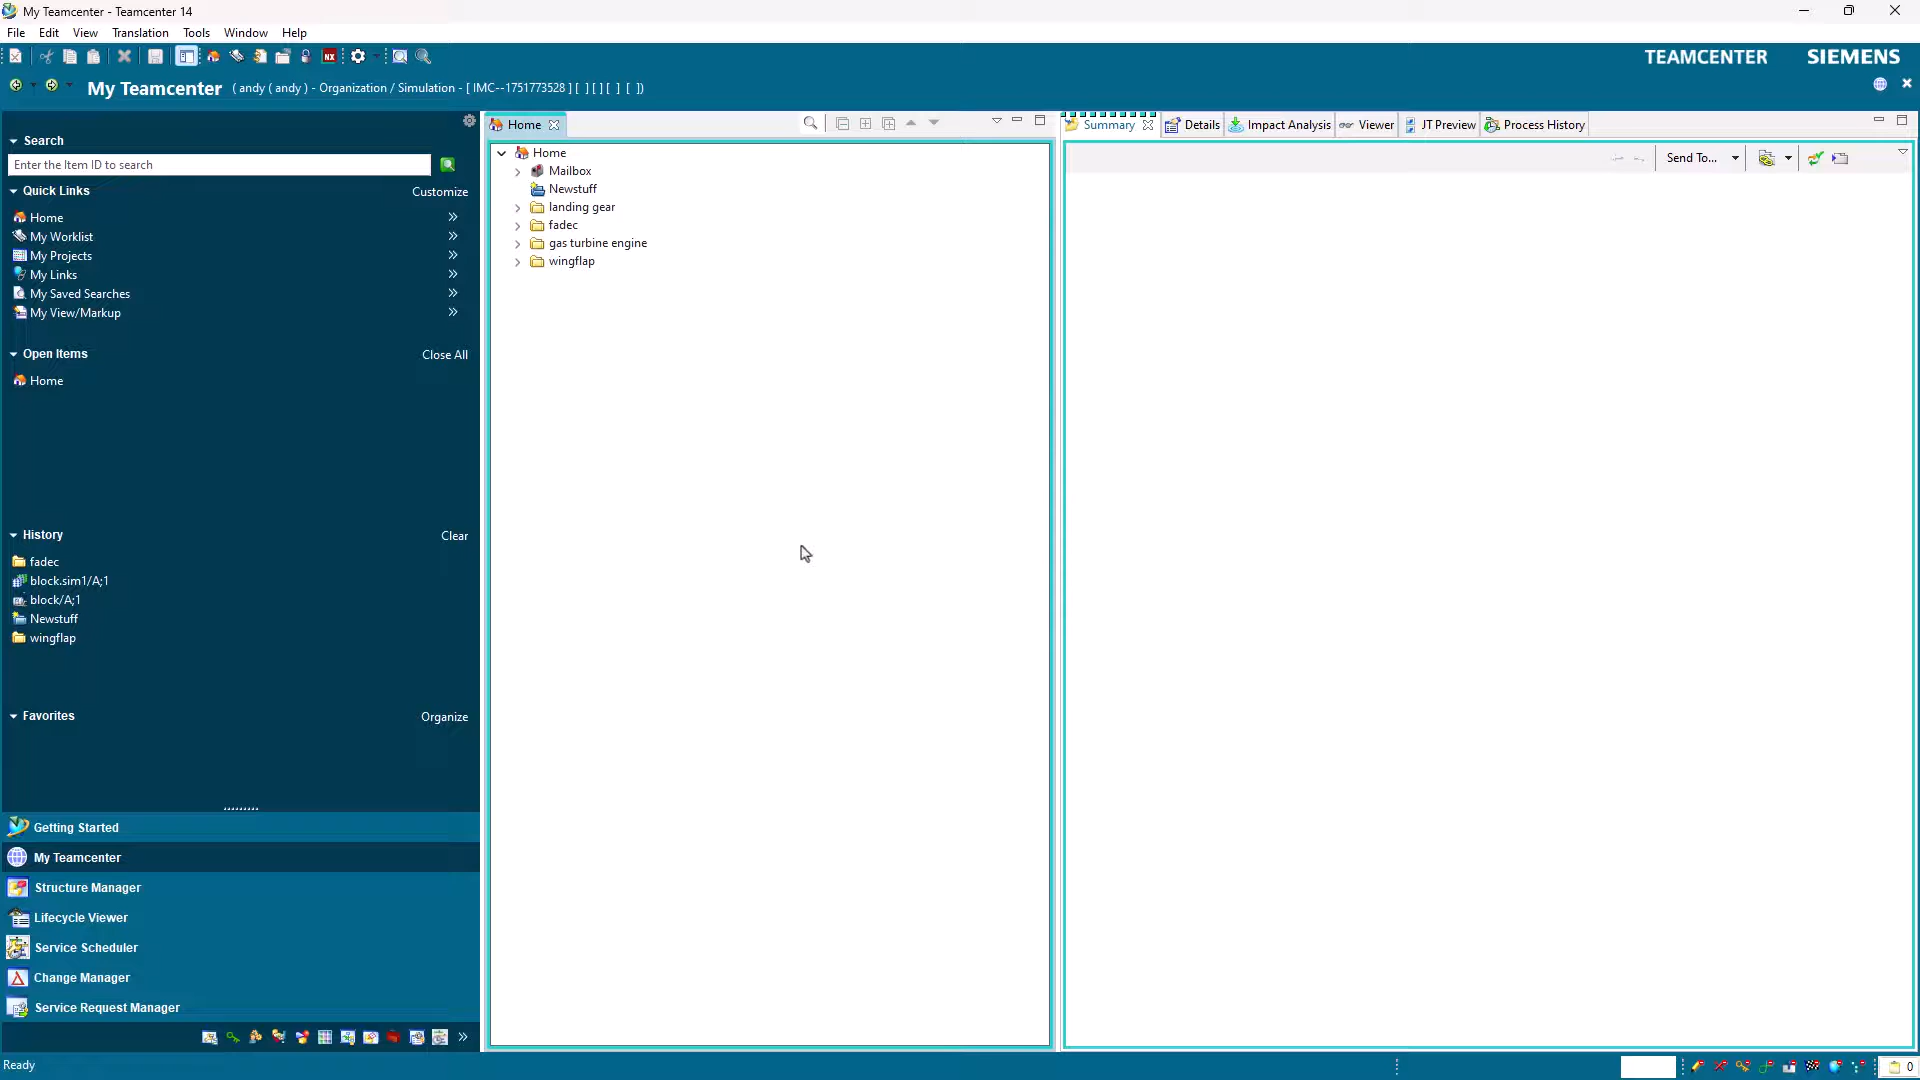 My Teamcenter - Teamcenter 14
File Edit View Translation Tools Window Help
NX
TEAMCENTER SIEMENS
My Teamcenter ( andy ( andy ) - Organization / Simulation - [ IMC--1751773528 ] [ ] [ ] [ ] [ ])
Search
Enter the Item ID to search
Quick Links Customize
Home
My Worklist
My Projects
My Links
My Saved Searches
My View/Markup
Open Items Close All
Home
History Clear
fadec
block.sim1/A;1
block/A;1
Newstuff
wingflap
Favorites Organize
Getting Started
My Teamcenter
Structure Manager
Lifecycle Viewer
Service Scheduler
Change Manager
Service Request Manager
Home
Home
Mailbox
Newstuff
landing gear
fadec
gas turbine engine
wingflap
Summary Details Impact Analysis Viewer JT Preview Process History
Send To...
Ready
0